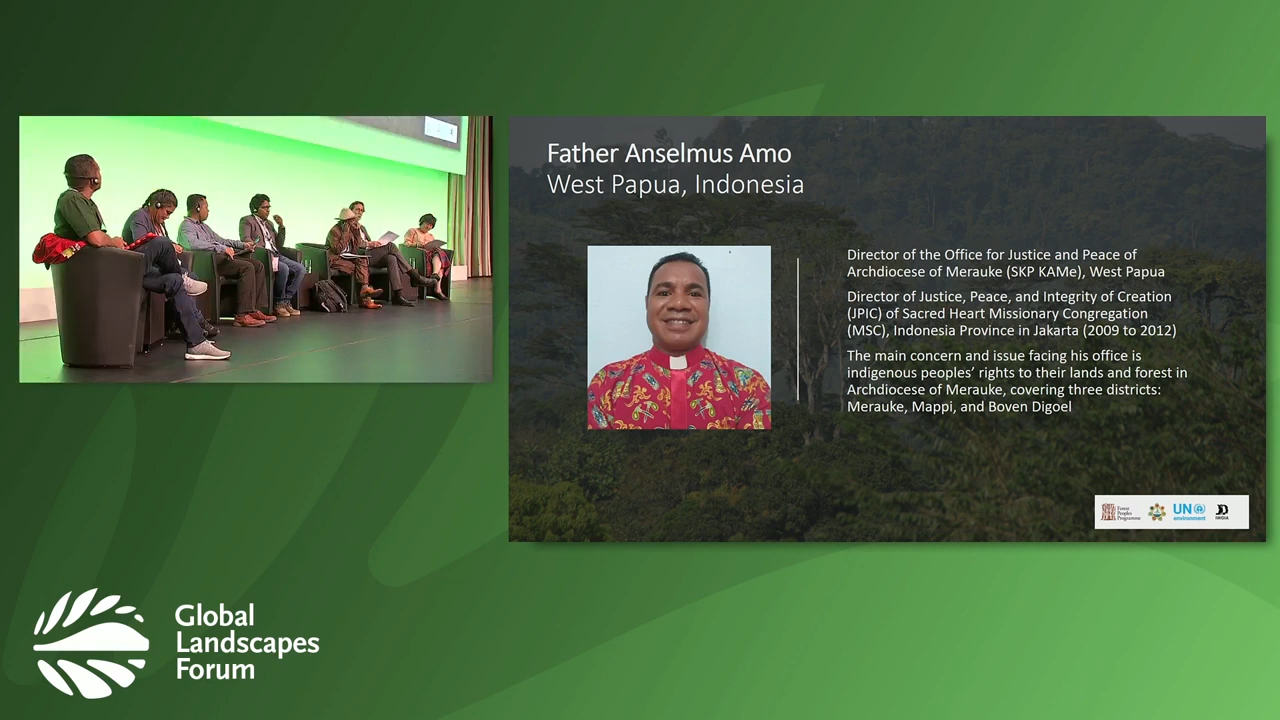 Father Anselmus Amo
West Papua, Indonesia
Director of the Office for Justice and Peace of
Archdiocese of Merauke (SKP KAMe), West Papua
Director of Justice, Peace, and Integrity of Creation
(JPIC) of Sacred Heart Missionary Congregation
(MSC), Indonesia Province in Jakarta (2009 to 2012)
The main concern and issue facing his office is
indigenous peoples’ rights to their lands and forest in
Archdiocese of Merauke, covering three districts:
Merauke, Mappi, and Boven Digoel
Forest
Peoples
Programme
UN
environment
IWGIA
Global
Landscapes
Forum